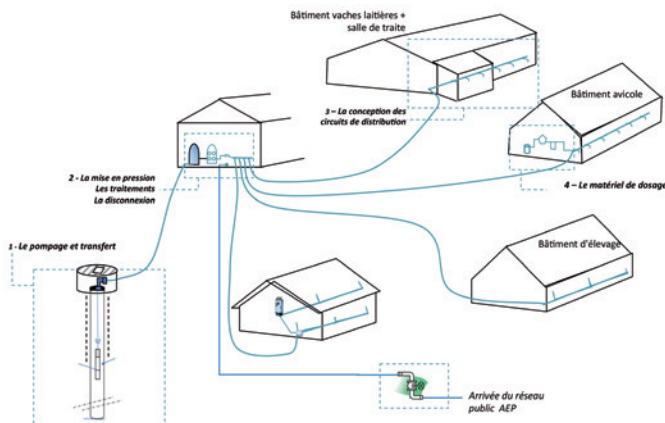 Bâtiment vaches laitières +
salle de traite
3 – La conception des
circuits de distribution
Bâtiment avicole
4 – Le matériel de dosage
2 - La mise en pression
Les traitements
La disconnexion
1 - Le pompage et transfert
Bâtiment d'élevage
Arrivée du réseau
public AEP